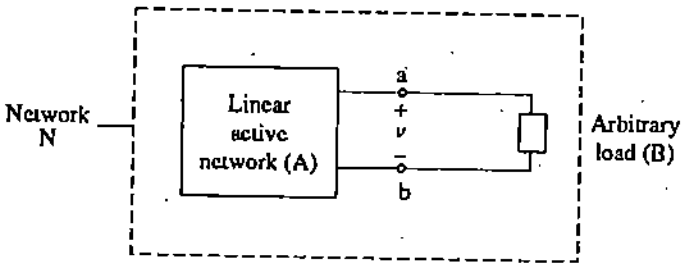 Network
N
Linear
active
network (A)
a
+
v
−
b
Arbitrary
load (B)